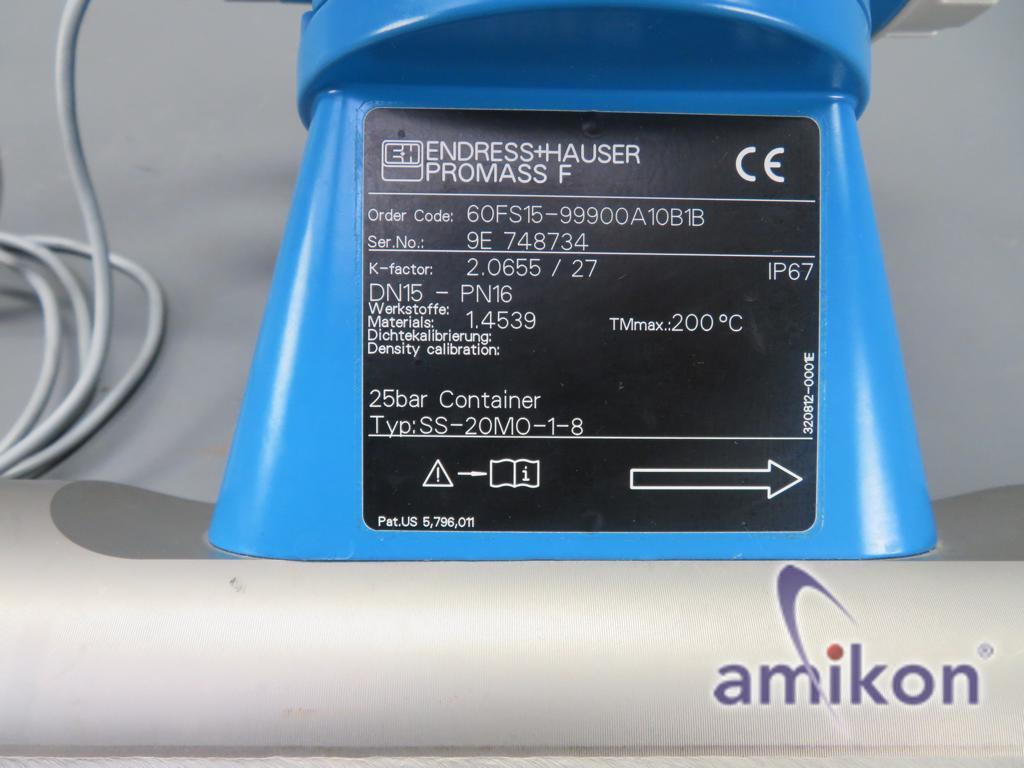 EH ENDRESS+HAUSER
PROMASS F
CE
Order Code: 60FS15-99900A10B1B
Ser.No.: 9E 748734
K-factor: 2.0655 / 27
IP67
DN15 - PN16
Werkstoffe:
Materials: 1.4539
TMmax.:200 °C
Dichtekalibrierung:
Density calibration:
25bar Container
Typ:SS-20MO-1-8
320812-0001E
i
Pat.US 5,796,011
amikon®